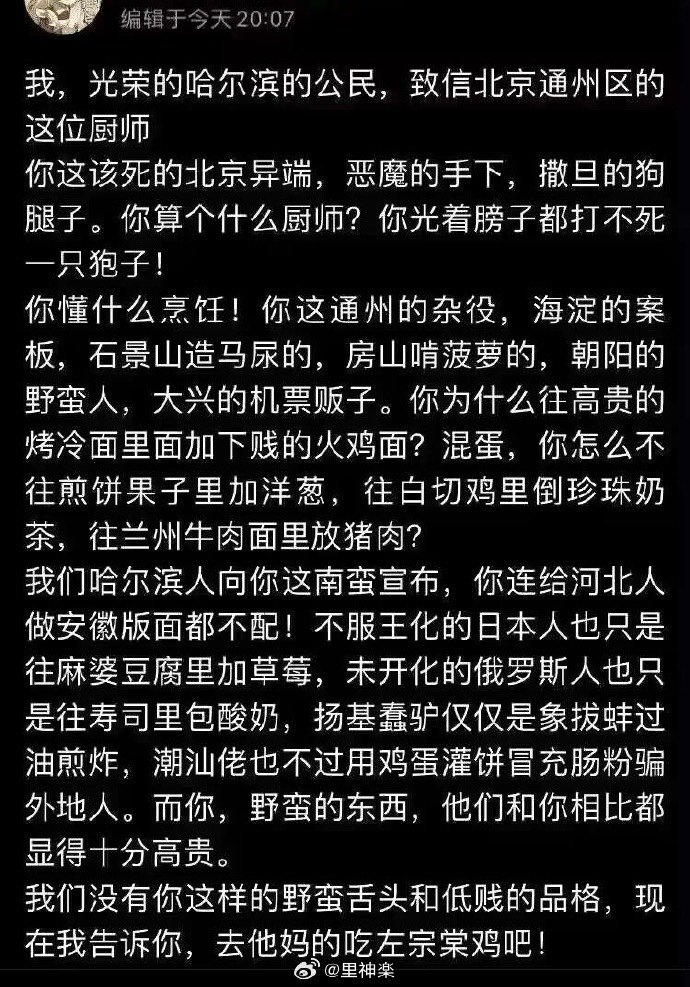 编辑于今天20:07
我，光荣的哈尔滨的公民，致信北京通州区的
这位厨师
你这该死的北京异端，恶魔的手下，撒旦的狗
腿子。你算个什么厨师？你光着膀子都打不死
一只狍子！
你懂什么烹饪！你这通州的杂役，海淀的案
板，石景山造马尿的，房山啃菠萝的，朝阳的
野蛮人，大兴的机票贩子。你为什么往高贵的
烤冷面里面加下贱的火鸡面？混蛋，你怎么不
往煎饼果子里加洋葱，往白切鸡里倒珍珠奶
茶，往兰州牛肉面里放猪肉？
我们哈尔滨人向你这南蛮宣布，你连给河北人
做安徽版面都不配！不服王化的日本人也只是
往麻婆豆腐里加草莓，未开化的俄罗斯人也只
是往寿司里包酸奶，扬基蠢驴仅仅是象拔蚌过
油煎炸，潮汕佬也不过用鸡蛋灌饼冒充肠粉骗
外地人。而你，野蛮的东西，他们和你相比都
显得十分高贵。
我们没有你这样的野蛮舌头和低贱的品格，现
在我告诉你，去他妈的吃左宗棠鸡吧！
@里神楽